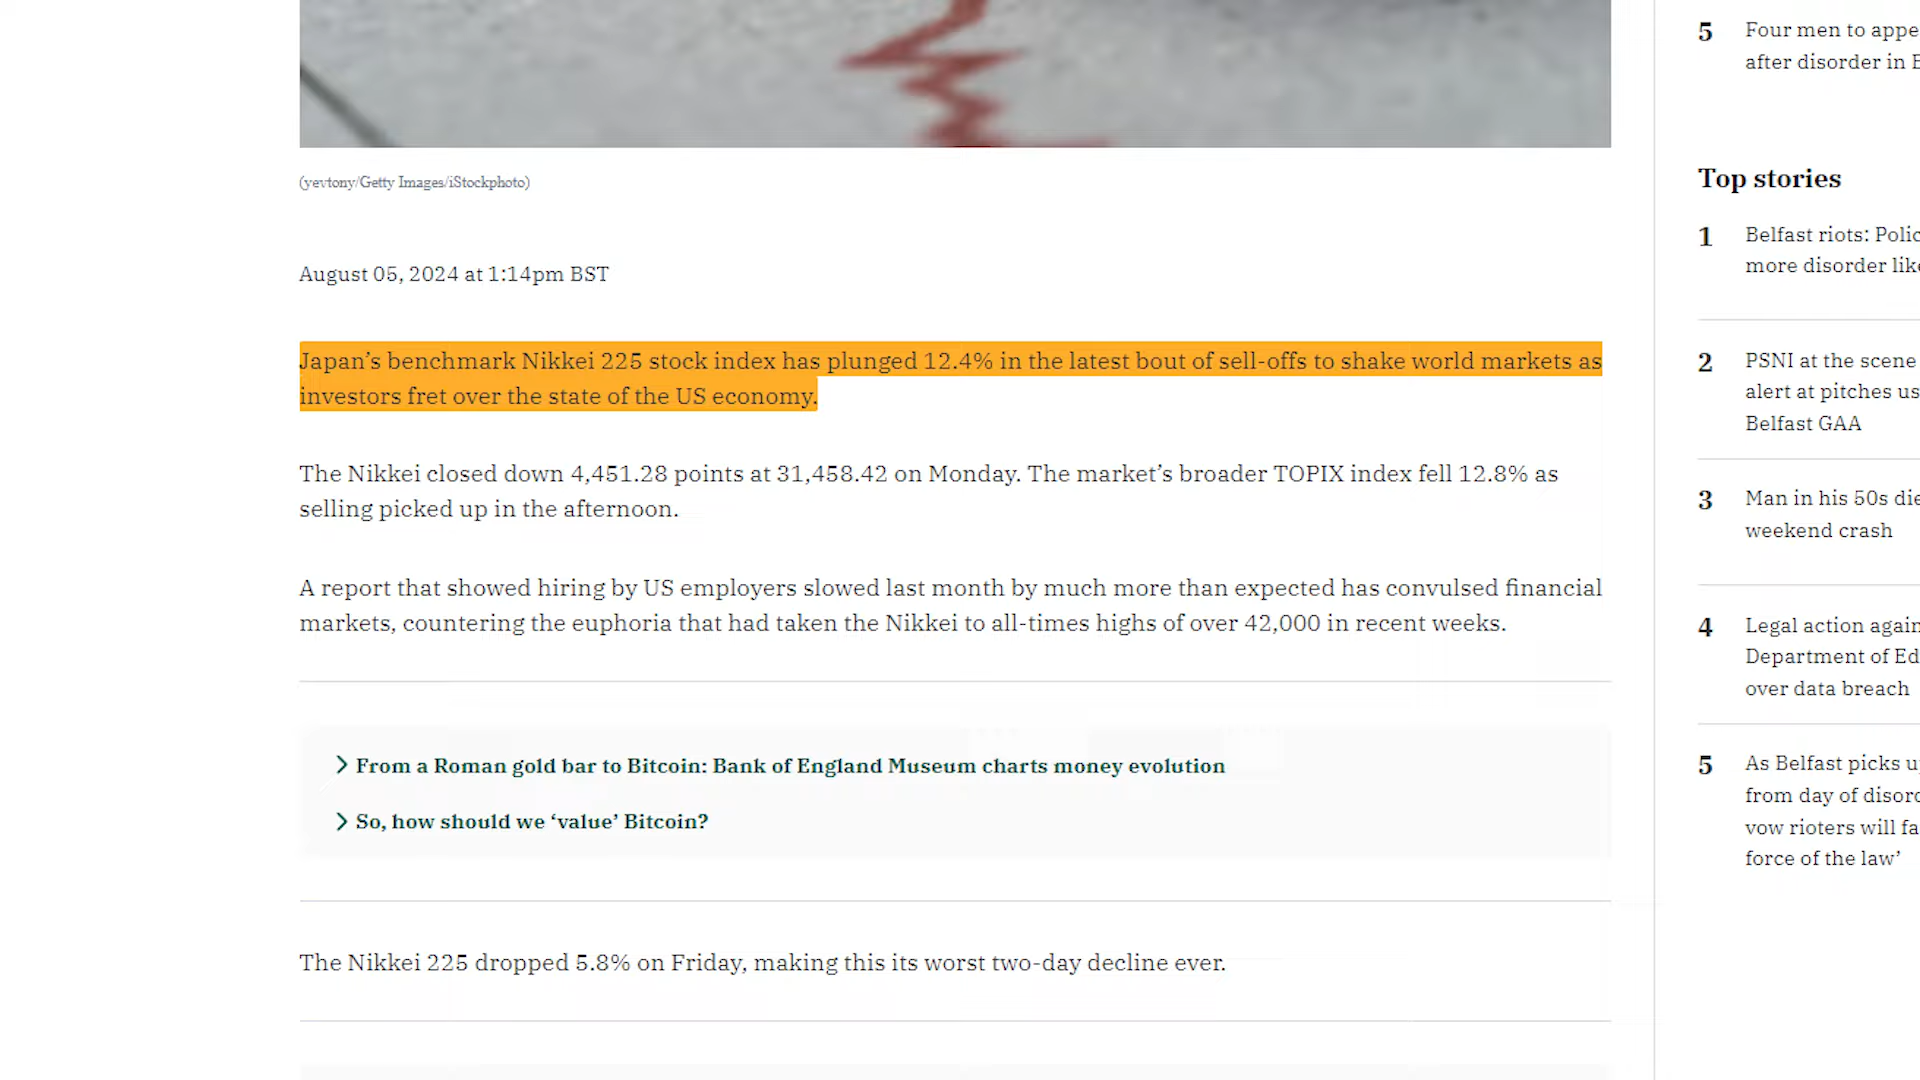 (yevtony/Getty Images/iStockphoto)
August 05, 2024 at 1:14pm BST
Japan’s benchmark Nikkei 225 stock index has plunged 12.4% in the latest bout of sell-offs to shake world markets as
investors fret over the state of the US economy.
The Nikkei closed down 4,451.28 points at 31,458.42 on Monday. The market’s broader TOPIX index fell 12.8% as
selling picked up in the afternoon.
A report that showed hiring by US employers slowed last month by much more than expected has convulsed financial
markets, countering the euphoria that had taken the Nikkei to all-times highs of over 42,000 in recent weeks.
From a Roman gold bar to Bitcoin: Bank of England Museum charts money evolution
So, how should we ‘value’ Bitcoin?
The Nikkei 225 dropped 5.8% on Friday, making this its worst two-day decline ever.
5 Four men to appe
after disorder in
Top stories
1 Belfast riots: Polic
more disorder like
2 PSNI at the scene
alert at pitches us
Belfast GAA
3 Man in his 50s die
weekend crash
4 Legal action again
Department of Ed
over data breach
5 As Belfast picks u
from day of disord
vow rioters will fa
force of the law’